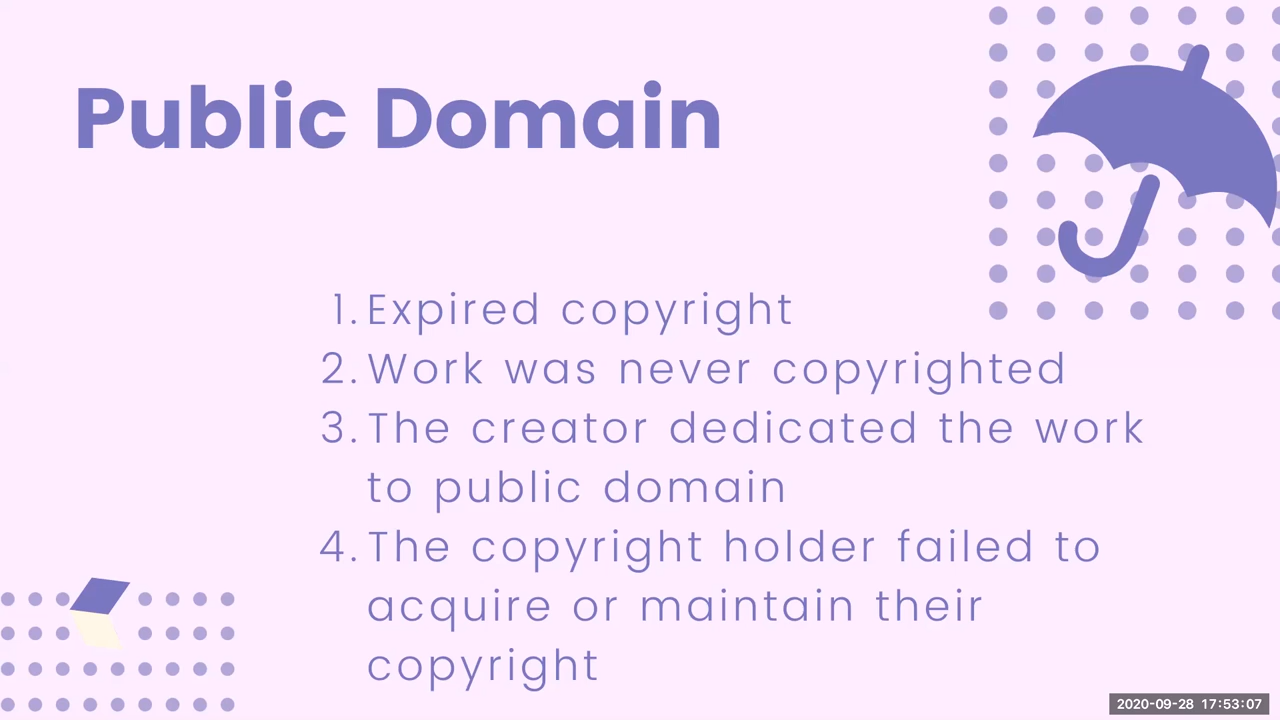 Public Domain
1. Expired copyright
2. Work was never copyrighted
3. The creator dedicated the work
to public domain
4. The copyright holder failed to
acquire or maintain their
copyright
2020-09-28 17:53:07